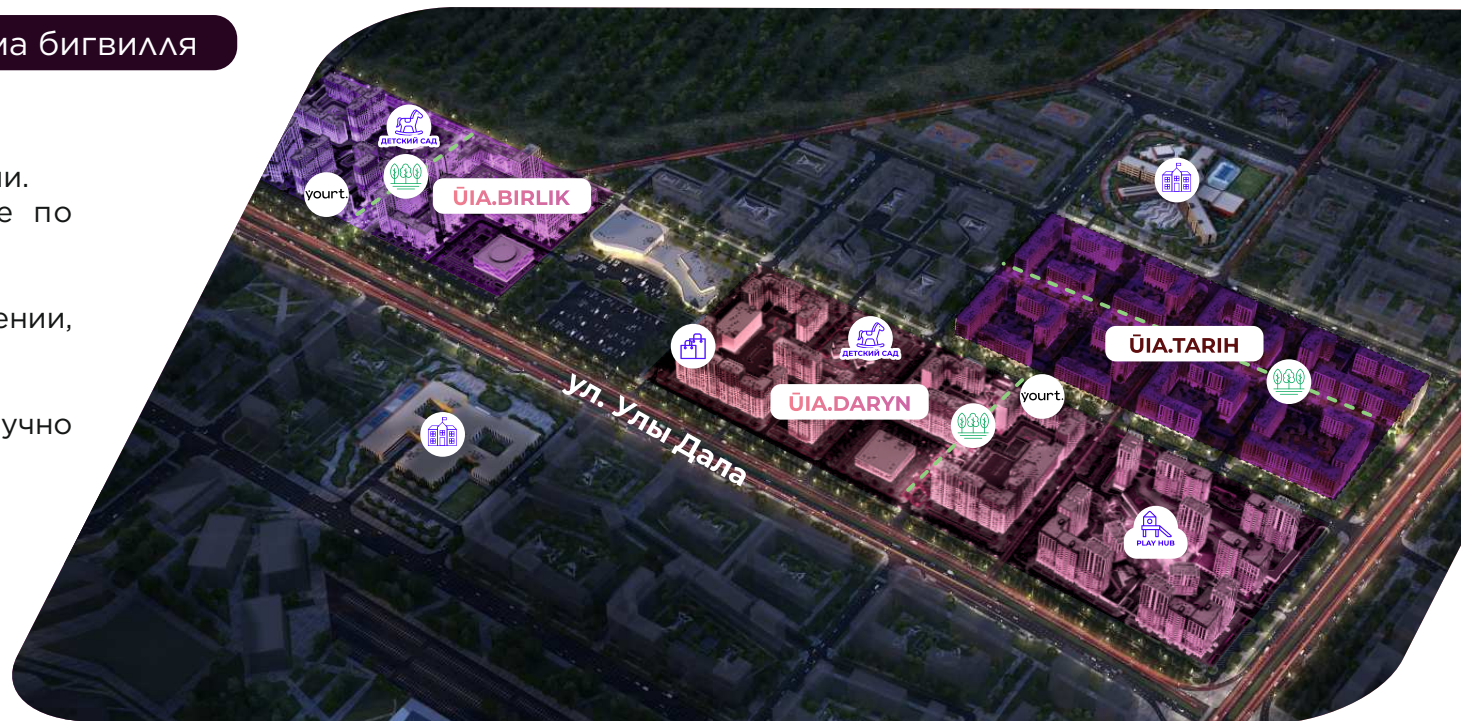 ма бигвилля
и.
е по
ении,
учно
ДЕТСКИЙ САД
yourt.
ŪIA.BIRLIK
ŪIA.TARIH
ДЕТСКИЙ САД
ŪIA.DARYN
yourt.
ул. Улы Дала
PLAY HUB